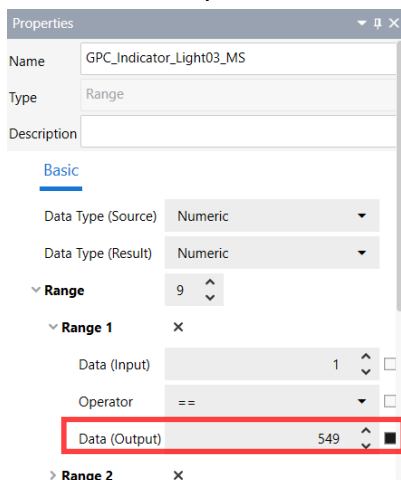 Properties
Name GPC_Indicator_Light03_MS
Type Range
Description
Basic
Data Type (Source) Numeric
Data Type (Result) Numeric
Range 9
Range 1
Data (Input) 1
Operator ==
Data (Output) 549
Range 2